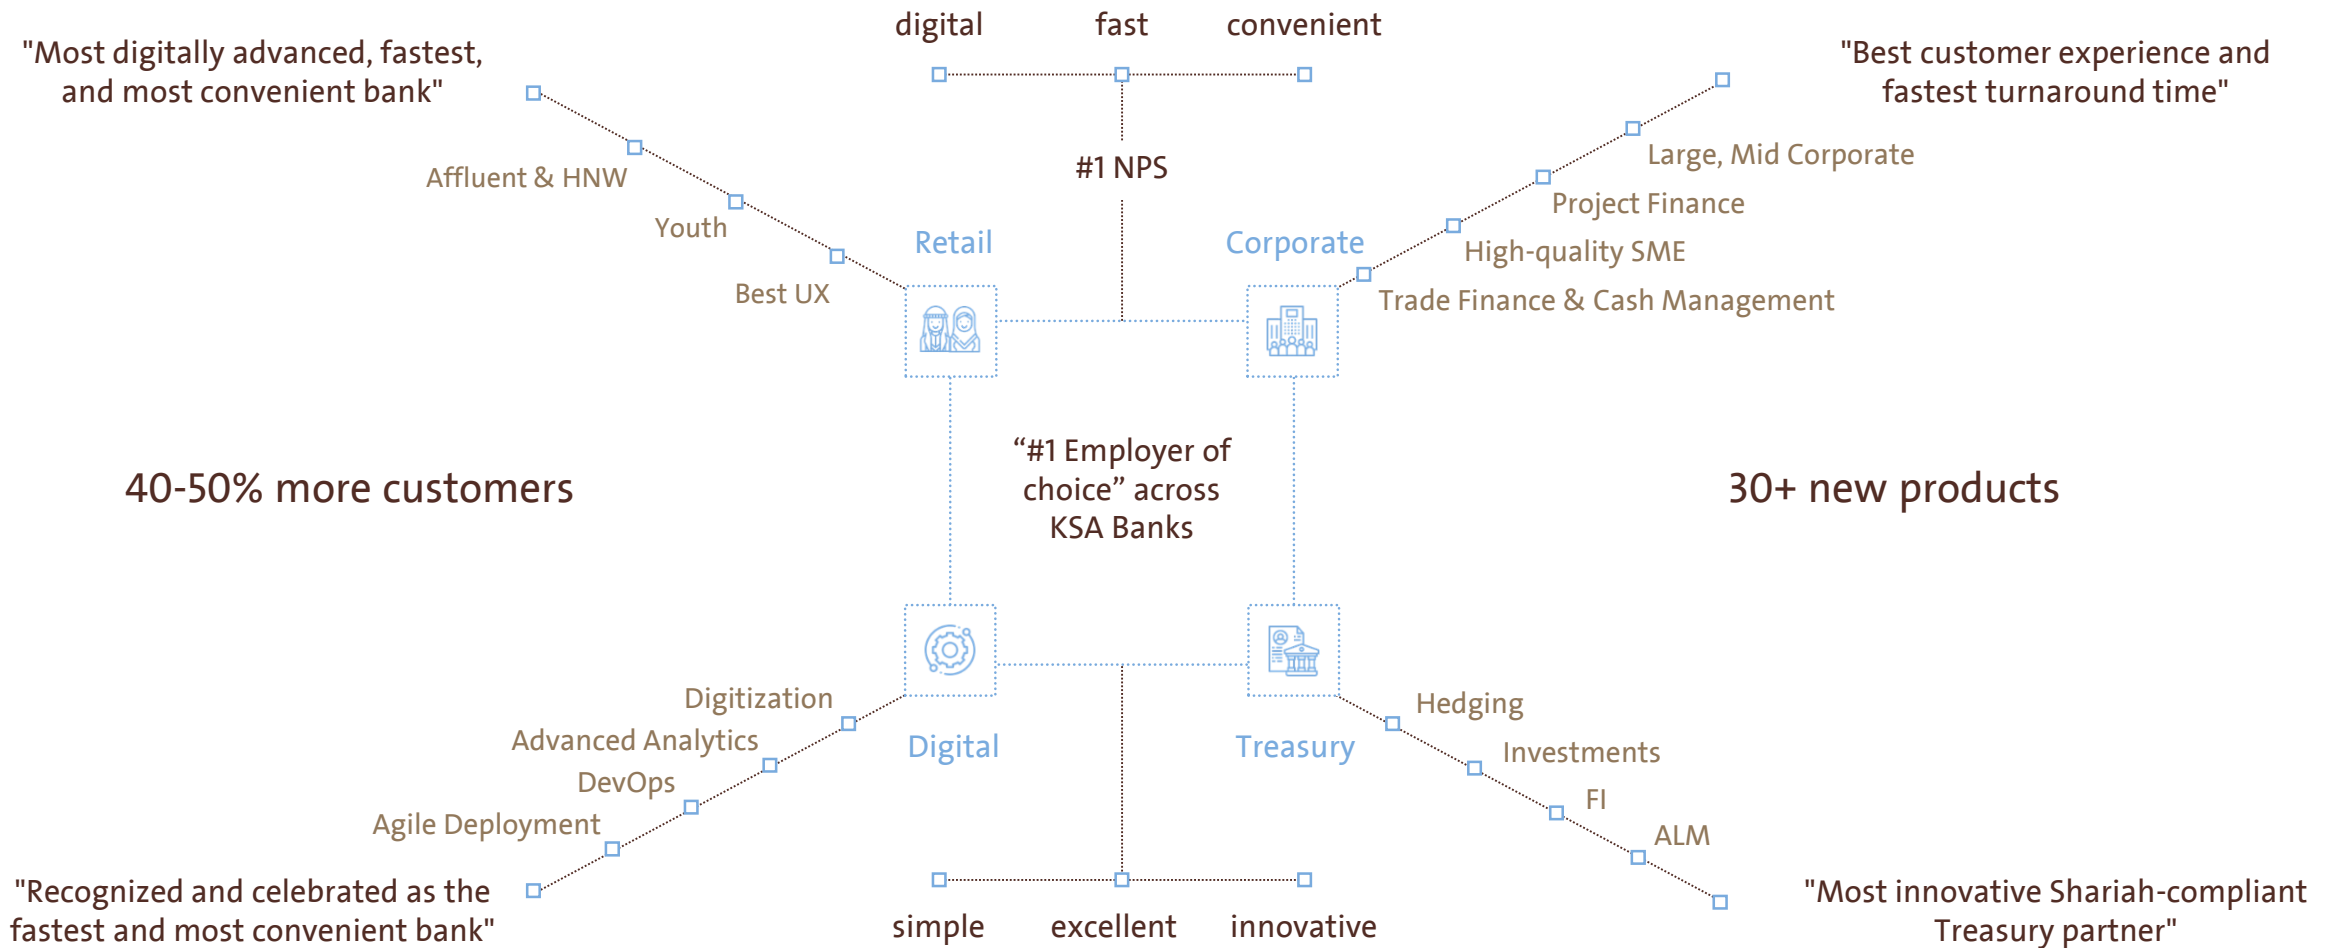 digital
fast
convenient
"Most digitally advanced, fastest,
and most convenient bank"
"Best customer experience and
fastest turnaround time"
#1 NPS
Affluent & HNW
Youth
Best UX
Retail
Corporate
Large, Mid Corporate
Project Finance
High-quality SME
Trade Finance & Cash Management
40-50% more customers
“#1 Employer of
choice” across
KSA Banks
30+ new products
Digitization
Advanced Analytics
DevOps
Agile Deployment
Digital
Treasury
Hedging
Investments
FI
ALM
"Recognized and celebrated as the
fastest and most convenient bank"
simple
excellent
innovative
"Most innovative Shariah-compliant
Treasury partner"